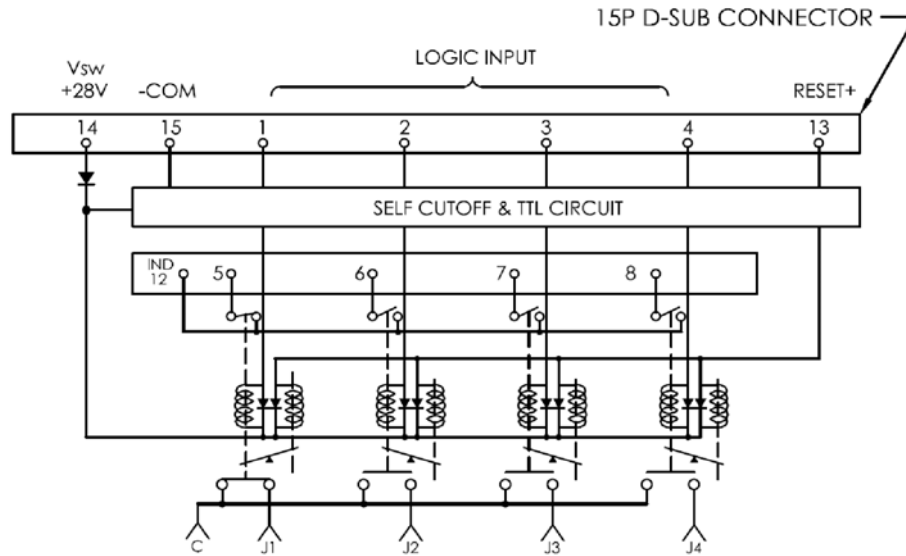 15P D-SUB CONNECTOR
LOGIC INPUT
Vsw
+28V
-COM
RESET+
14
15
1
2
3
4
13
SELF CUTOFF & TTL CIRCUIT
IND
12
5
6
7
8
C
J1
J2
J3
J4